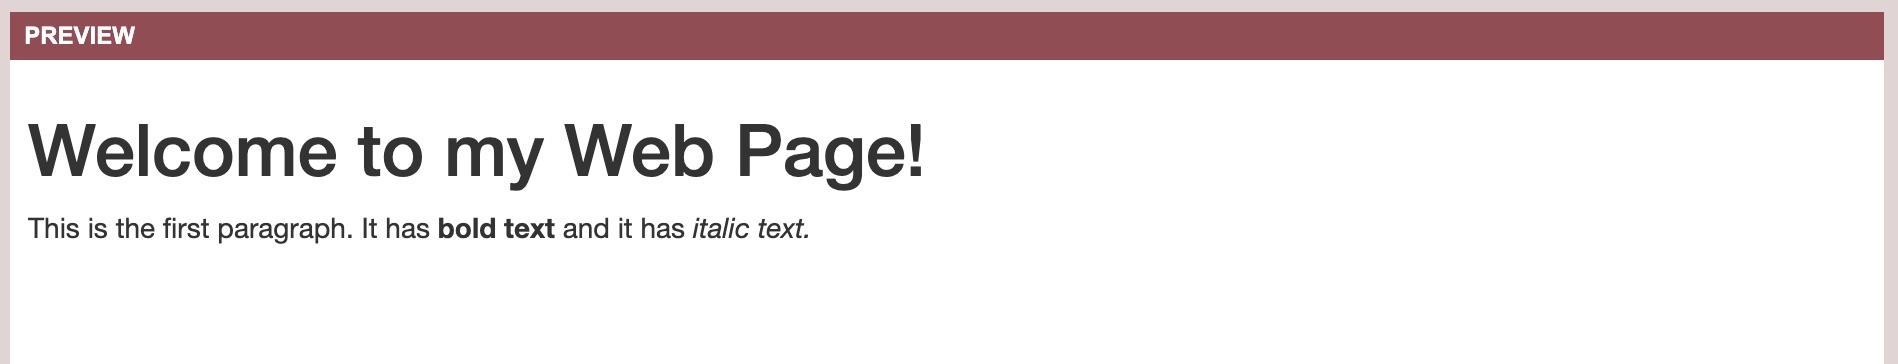 PREVIEW
Welcome to my Web Page!
This is the first paragraph. It has bold text and it has italic text.